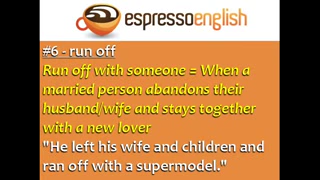 espressoenglish
#6 - run off
Run off with someone = When a
married person abandons their
husband/wife and stays together
with a new lover
"He left his wife and children and
ran off with a supermodel."